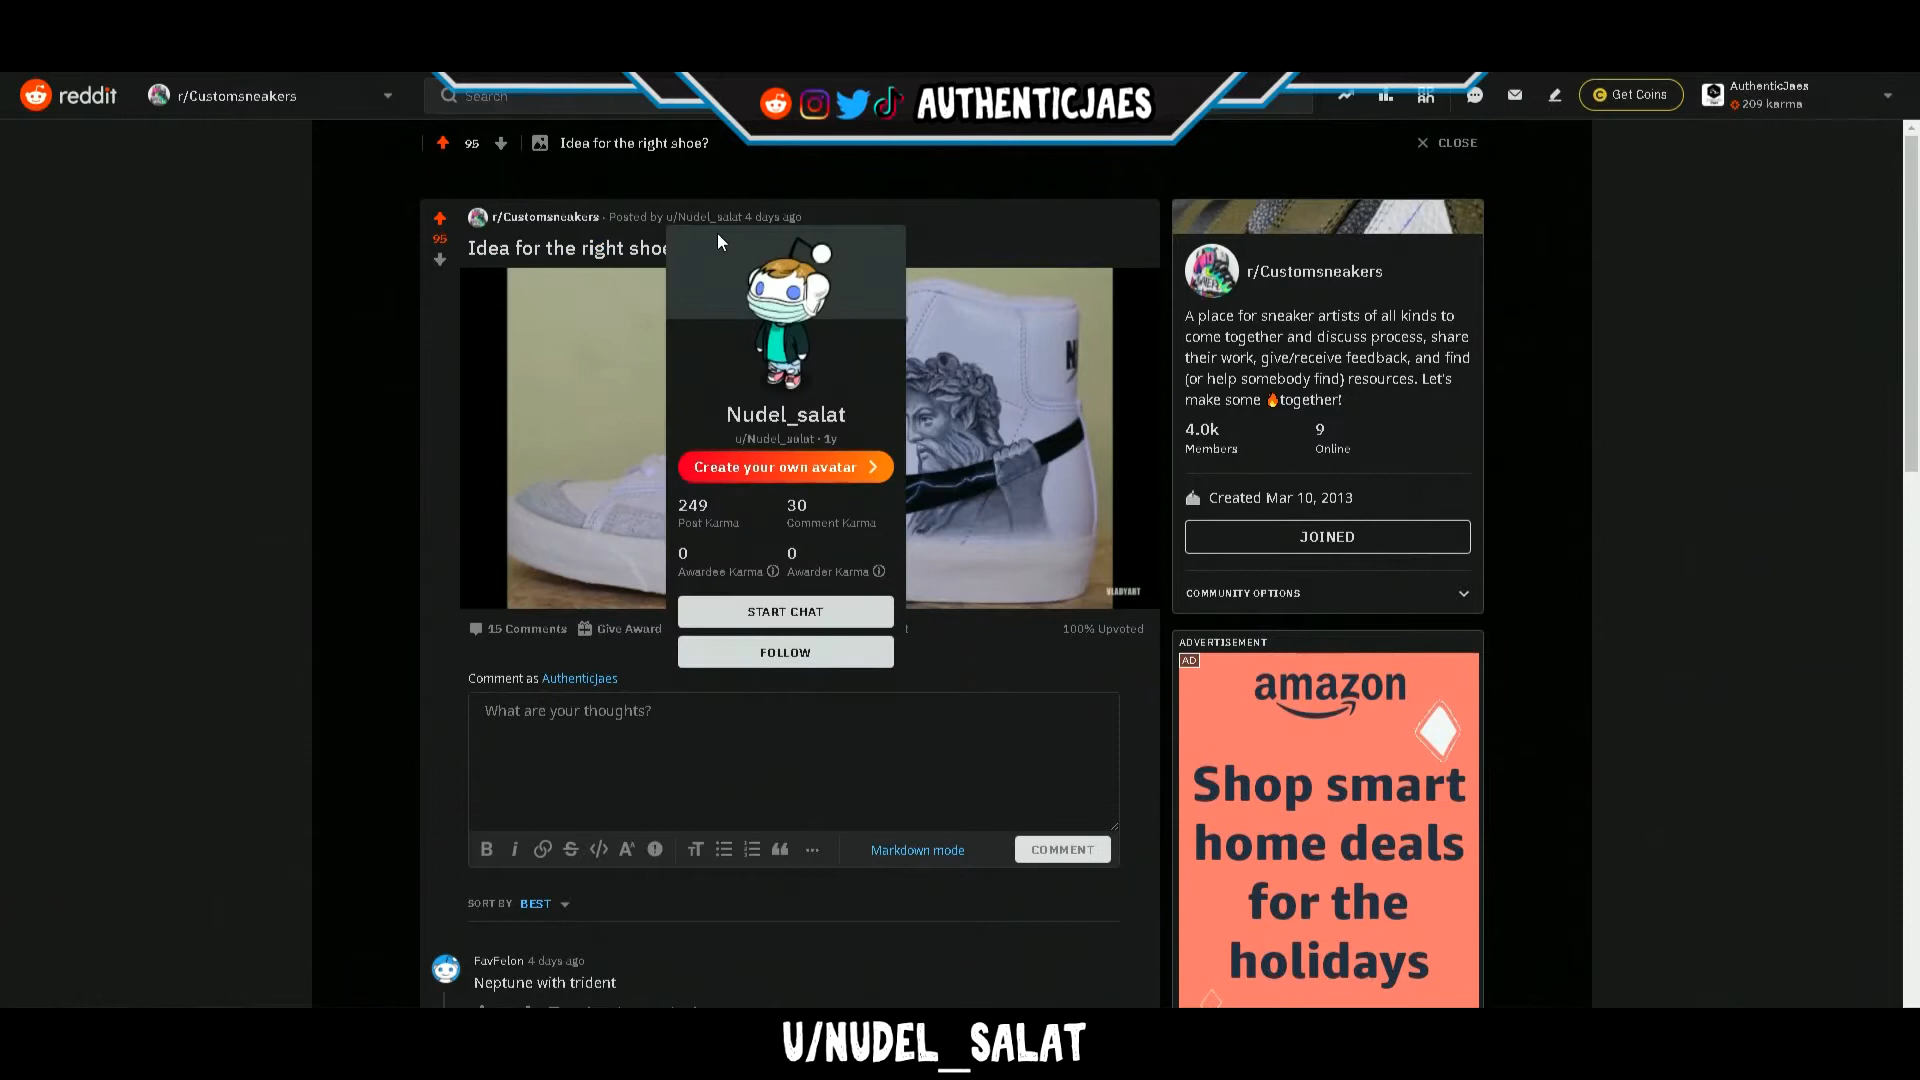 reddit
r/Customsneakers
Search
AUTHENTICJAES
Get Coins
AuthenticJaes
209 karma
95
Idea for the right shoe?
CLOSE
r/Customsneakers · Posted by u/Nudel_salat 4 days ago
95
Idea for the right shoe
Nudel_salat
u/Nudel_salat · 1y
Create your own avatar
249
30
Post Karma
Comment Karma
0
0
Awardee Karma
Awarder Karma
START CHAT
FOLLOW
VLADYART
15 Comments
Give Award
100% Upvoted
Comment as AuthenticJaes
What are your thoughts?
Markdown mode
COMMENT
SORT BY BEST
FavFelon 4 days ago
Neptune with trident
r/Customsneakers
A place for sneaker artists of all kinds to
come together and discuss process, share
their work, give/receive feedback, and find
(or help somebody find) resources. Let's
make some 🔥together!
4.0k
9
Members
Online
Created Mar 10, 2013
JOINED
COMMUNITY OPTIONS
ADVERTISEMENT
AD
amazon
Shop smart
home deals
for the
holidays
U/NUDEL_SALAT